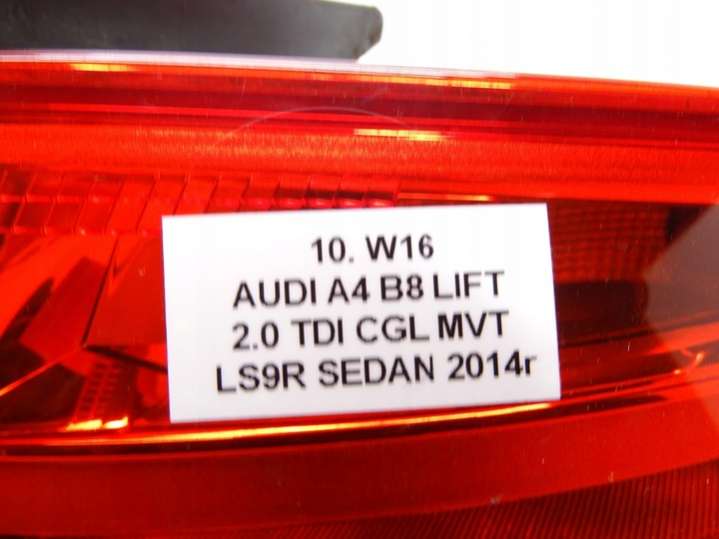 10. W16
AUDI A4 B8 LIFT
2.0 TDI CGL MVT
LS9R SEDAN 2014r